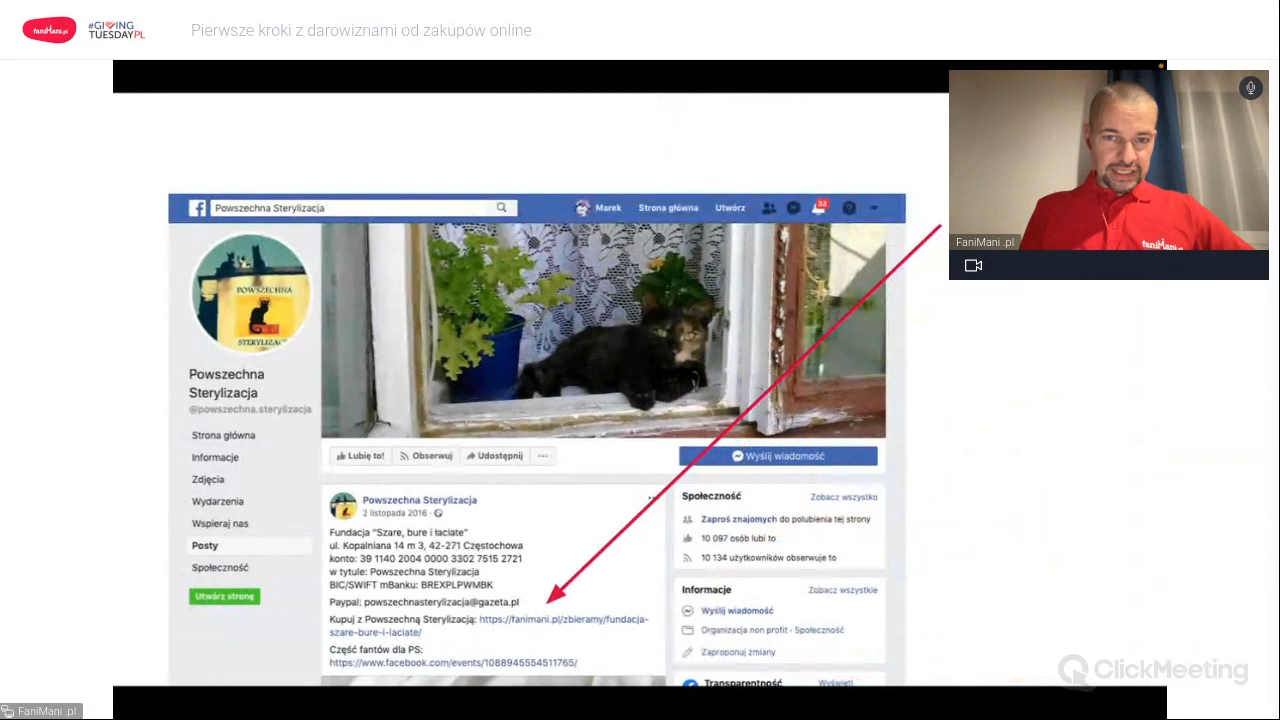 faniMani.pl
#GIVING
TUESDAYPL
Pierwsze kroki z darowiznami od zakupów online
FaniMani .pl
faniMani.pl
Powszechna Sterylizacja
Marek
Strona główna
Utwórz
33
POWSZECHNA
STERYLIZACJ
Powszechna
Sterylizacja
@powszechna.sterylizacja
Strona główna
Informacje
Zdjęcia
Wydarzenia
Wspieraj nas
Posty
Społeczność
Utwórz stronę
Lubię to!
Obserwuj
Udostępnij
Wyślij wiadomość
Powszechna Sterylizacja
2 listopada 2016
Fundacja "Szare, bure i łaciate"
ul. Kopalniana 14 m 3, 42-271 Częstochowa
konto: 39 1140 2004 0000 3302 7515 2721
w tytule: Powszechna Sterylizacja
BIC/SWIFT mBanku: BREXPLPWMBK
Paypal: powszechnasterylizacja@gazeta.pl
Kupuj z Powszechną Sterylizacją: https://fanimani.pl/zbieramy/fundacja-
szare-bure-i-laciate/
Część fantów dla PS:
https://www.facebook.com/events/1088945554511765/
Społeczność
Zobacz wszystko
Zaproś znajomych do polubienia tej strony
10 097 osób lubi to
10 134 użytkowników obserwuje to
Informacje
Zobacz wszystkie
Wyślij wiadomość
Organizacja non profit · Społeczność
Zaproponuj zmiany
Transparentność
Wyświetl
ClickMeeting
FaniMani .pl